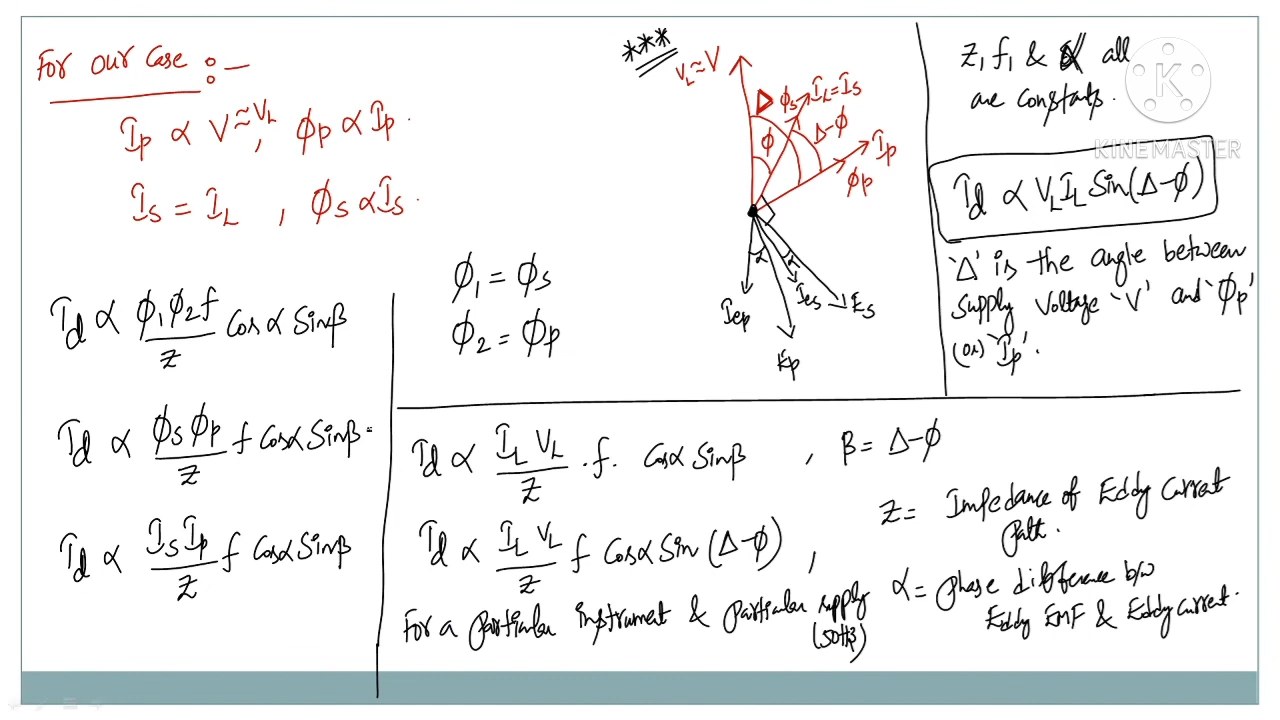 For our Case :-
Ip ∝ V≈VL, ϕp ∝ Ip.
Is = IL , ϕs ∝ Is.
Td ∝ ϕ1ϕ2f/Z Cos α Sinβ
Td ∝ ϕsϕp/Z f Cosα Sinβ
Td ∝ IsIp/Z f Cosα Sinβ
ϕ1 = ϕs
ϕ2 = ϕp
***
VL≈V
Δ
ϕs
IL=Is
ϕ
Δ-ϕ
Ip
ϕp
α
α
Iep
Ies
Es
Ep
Z, f, & α all
are constants.
KINEMASTER
Td ∝ VLIL Sin(Δ-ϕ)
'Δ' is the angle between
supply voltage 'V' and 'ϕp'
(or) 'Ip'.
Td ∝ IL VL/Z .f. Cosα Sinβ , β = Δ-ϕ
Z = Impedance of Eddy Current
Path.
Td ∝ IL VL/Z f Cosα Sin (Δ-ϕ) ,
For a particular instrument & particular supply
(50Hz)
α = phase difference b/w
Eddy EMF & Eddy current.